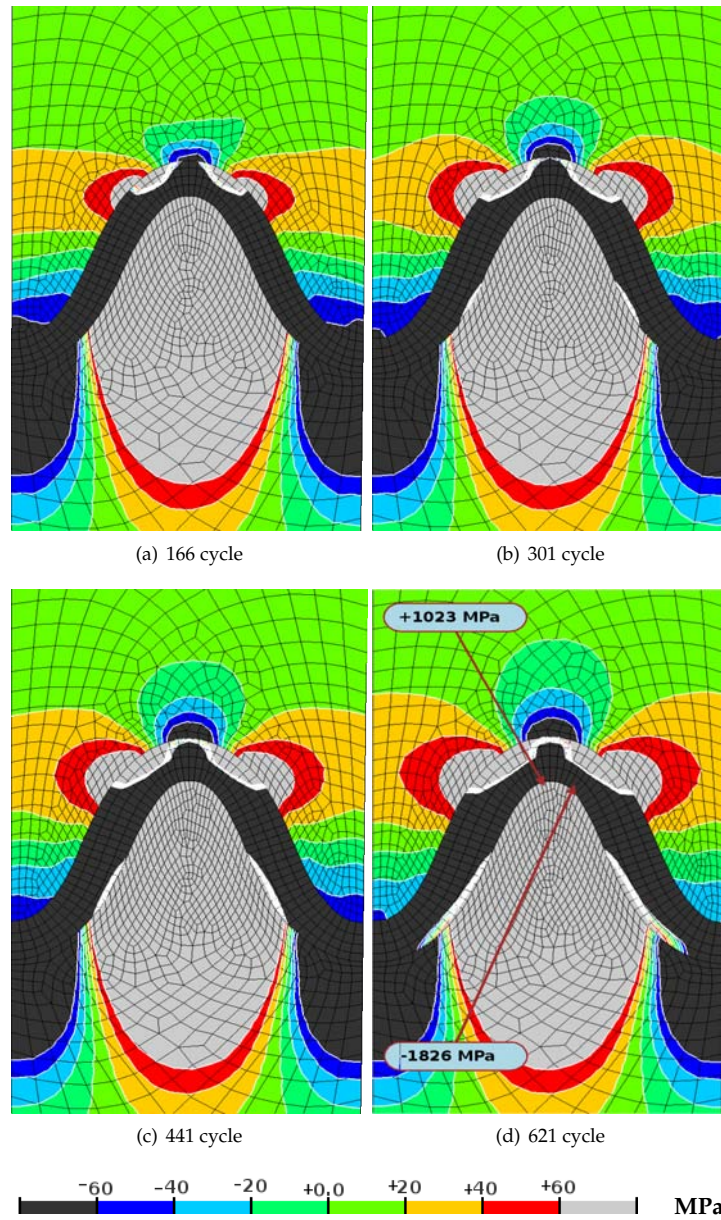 (a) 166 cycle
(b) 301 cycle
+1023 MPa
-1826 MPa
(c) 441 cycle
(d) 621 cycle
-60 -40 -20 +0.0 +20 +40 +60 MPa